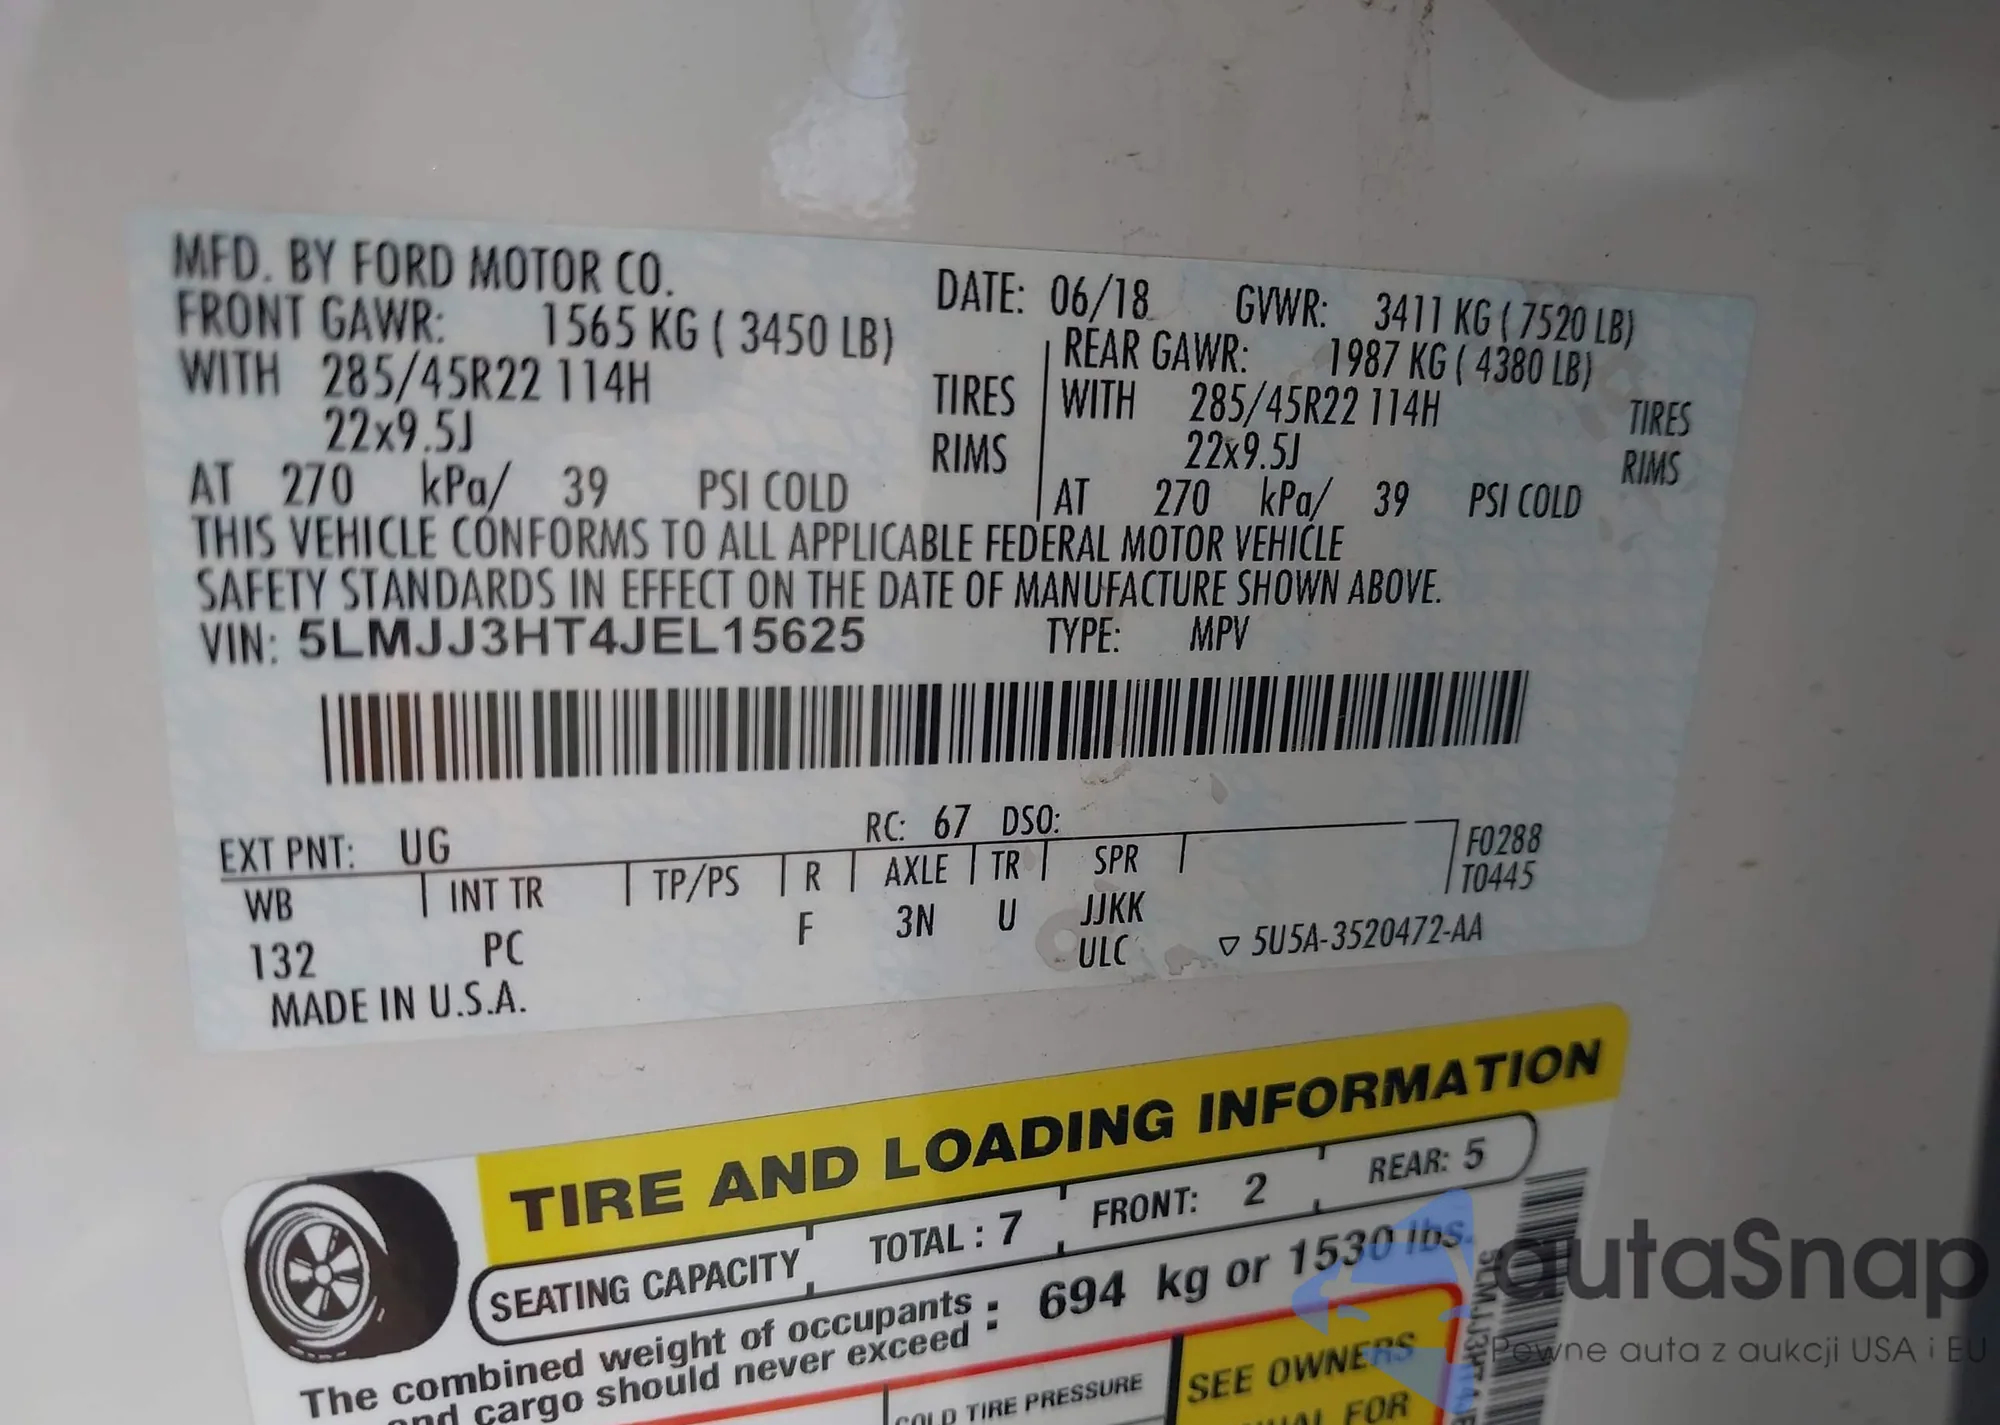 MFD. BY FORD MOTOR CO.
DATE: 06/18 GVWR: 3411 KG ( 7520 LB)
FRONT GAWR: 1565 KG ( 3450 LB)
REAR GAWR: 1987 KG ( 4380 LB)
WITH 285/45R22 114H TIRES
WITH 285/45R22 114H TIRES
22x9.5J RIMS
22x9.5J RIMS
AT 270 kPa/ 39 PSI COLD
AT 270 kPa/ 39 PSI COLD
THIS VEHICLE CONFORMS TO ALL APPLICABLE FEDERAL MOTOR VEHICLE
SAFETY STANDARDS IN EFFECT ON THE DATE OF MANUFACTURE SHOWN ABOVE.
VIN: 5LMJJ3HT4JEL15625 TYPE: MPV
EXT PNT: UG RC: 67 DSO:
WB INT TR TP/PS R AXLE TR SPR F0288
T0445
132 PC F 3N U JJKK
ULC ▽ 5U5A-3520472-AA
MADE IN U.S.A.
TIRE AND LOADING INFORMATION
SEATING CAPACITY TOTAL : 7 FRONT: 2 REAR: 5
The combined weight of occupants
and cargo should never exceed : 694 kg or 1530 lbs.
COLD TIRE PRESSURE
SEE OWNERS
FOR
autaSnap
Pewne auta z aukcji USA i EU